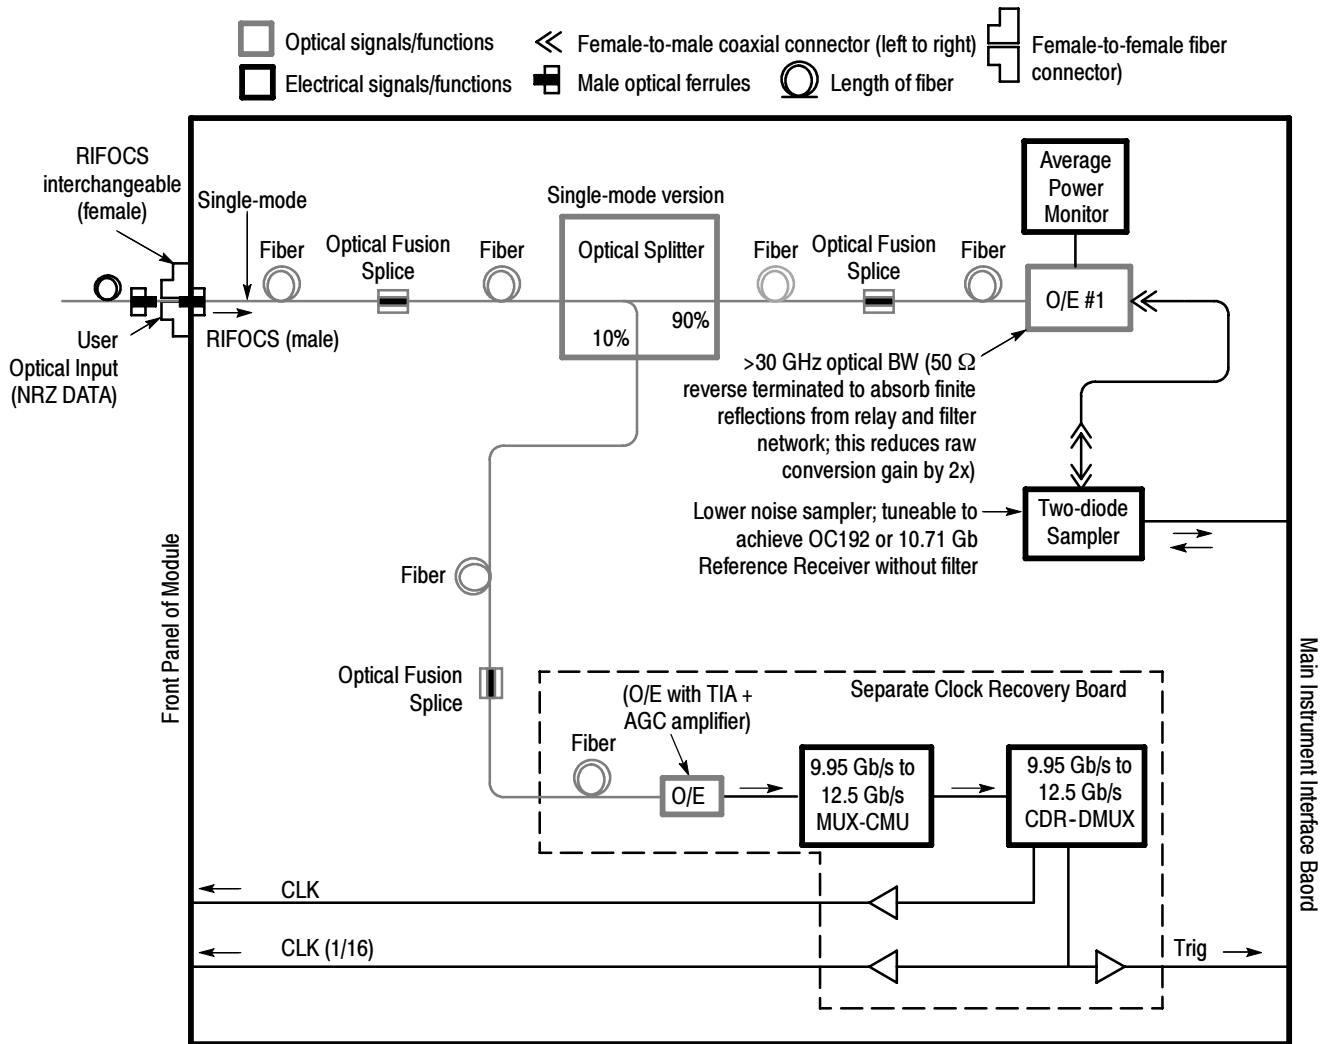 Optical signals/functions
Female-to-male coaxial connector (left to right)
Female-to-female fiber
connector)
Electrical signals/functions
Male optical ferrules
Length of fiber
RIFOCS
interchangeable
(female)
Single-mode
Fiber
Optical Fusion
Splice
Fiber
Single-mode version
Optical Splitter
90%
10%
Fiber
Optical Fusion
Splice
Fiber
Average
Power
Monitor
O/E #1
User
Optical Input
(NRZ DATA)
RIFOCS (male)
>30 GHz optical BW (50 Ω
reverse terminated to absorb finite
reflections from relay and filter
network; this reduces raw
conversion gain by 2x)
Lower noise sampler; tuneable to
achieve OC192 or 10.71 Gb
Reference Receiver without filter
Two-diode
Sampler
Front Panel of Module
Main Instrument Interface Baord
Fiber
Optical Fusion
Splice
Separate Clock Recovery Board
(O/E with TIA +
AGC amplifier)
Fiber
O/E
9.95 Gb/s to
12.5 Gb/s
MUX-CMU
9.95 Gb/s to
12.5 Gb/s
CDR-DMUX
CLK
CLK (1/16)
Trig